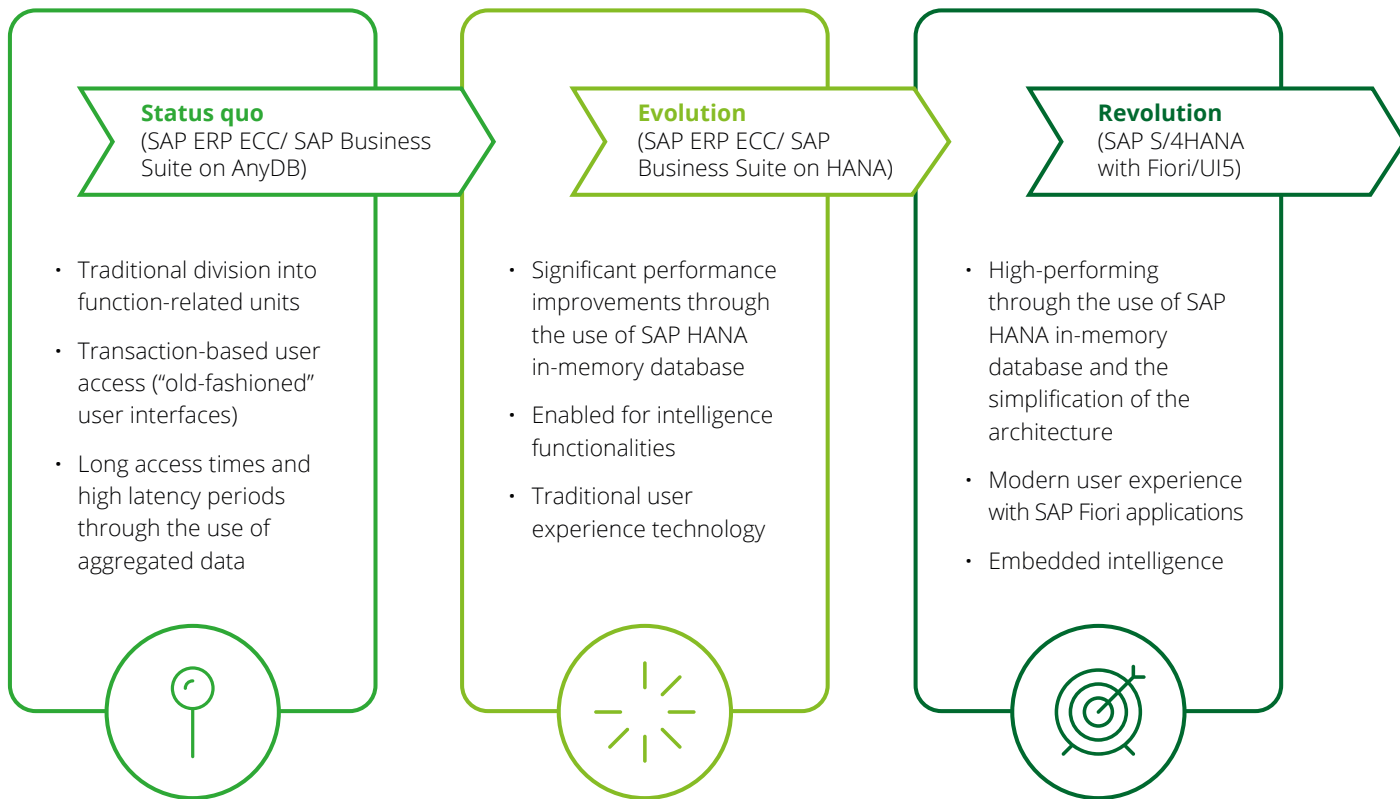 Status quo
(SAP ERP ECC/ SAP Business
Suite on AnyDB)
• Traditional division into
function-related units
• Transaction-based user
access (“old-fashioned”
user interfaces)
• Long access times and
high latency periods
through the use of
aggregated data
Evolution
(SAP ERP ECC/ SAP
Business Suite on HANA)
• Significant performance
improvements through
the use of SAP HANA
in-memory database
• Enabled for intelligence
functionalities
• Traditional user
experience technology
Revolution
(SAP S/4HANA
with Fiori/UI5)
• High-performing
through the use of SAP
HANA in-memory
database and the
simplification of the
architecture
• Modern user experience
with SAP Fiori applications
• Embedded intelligence